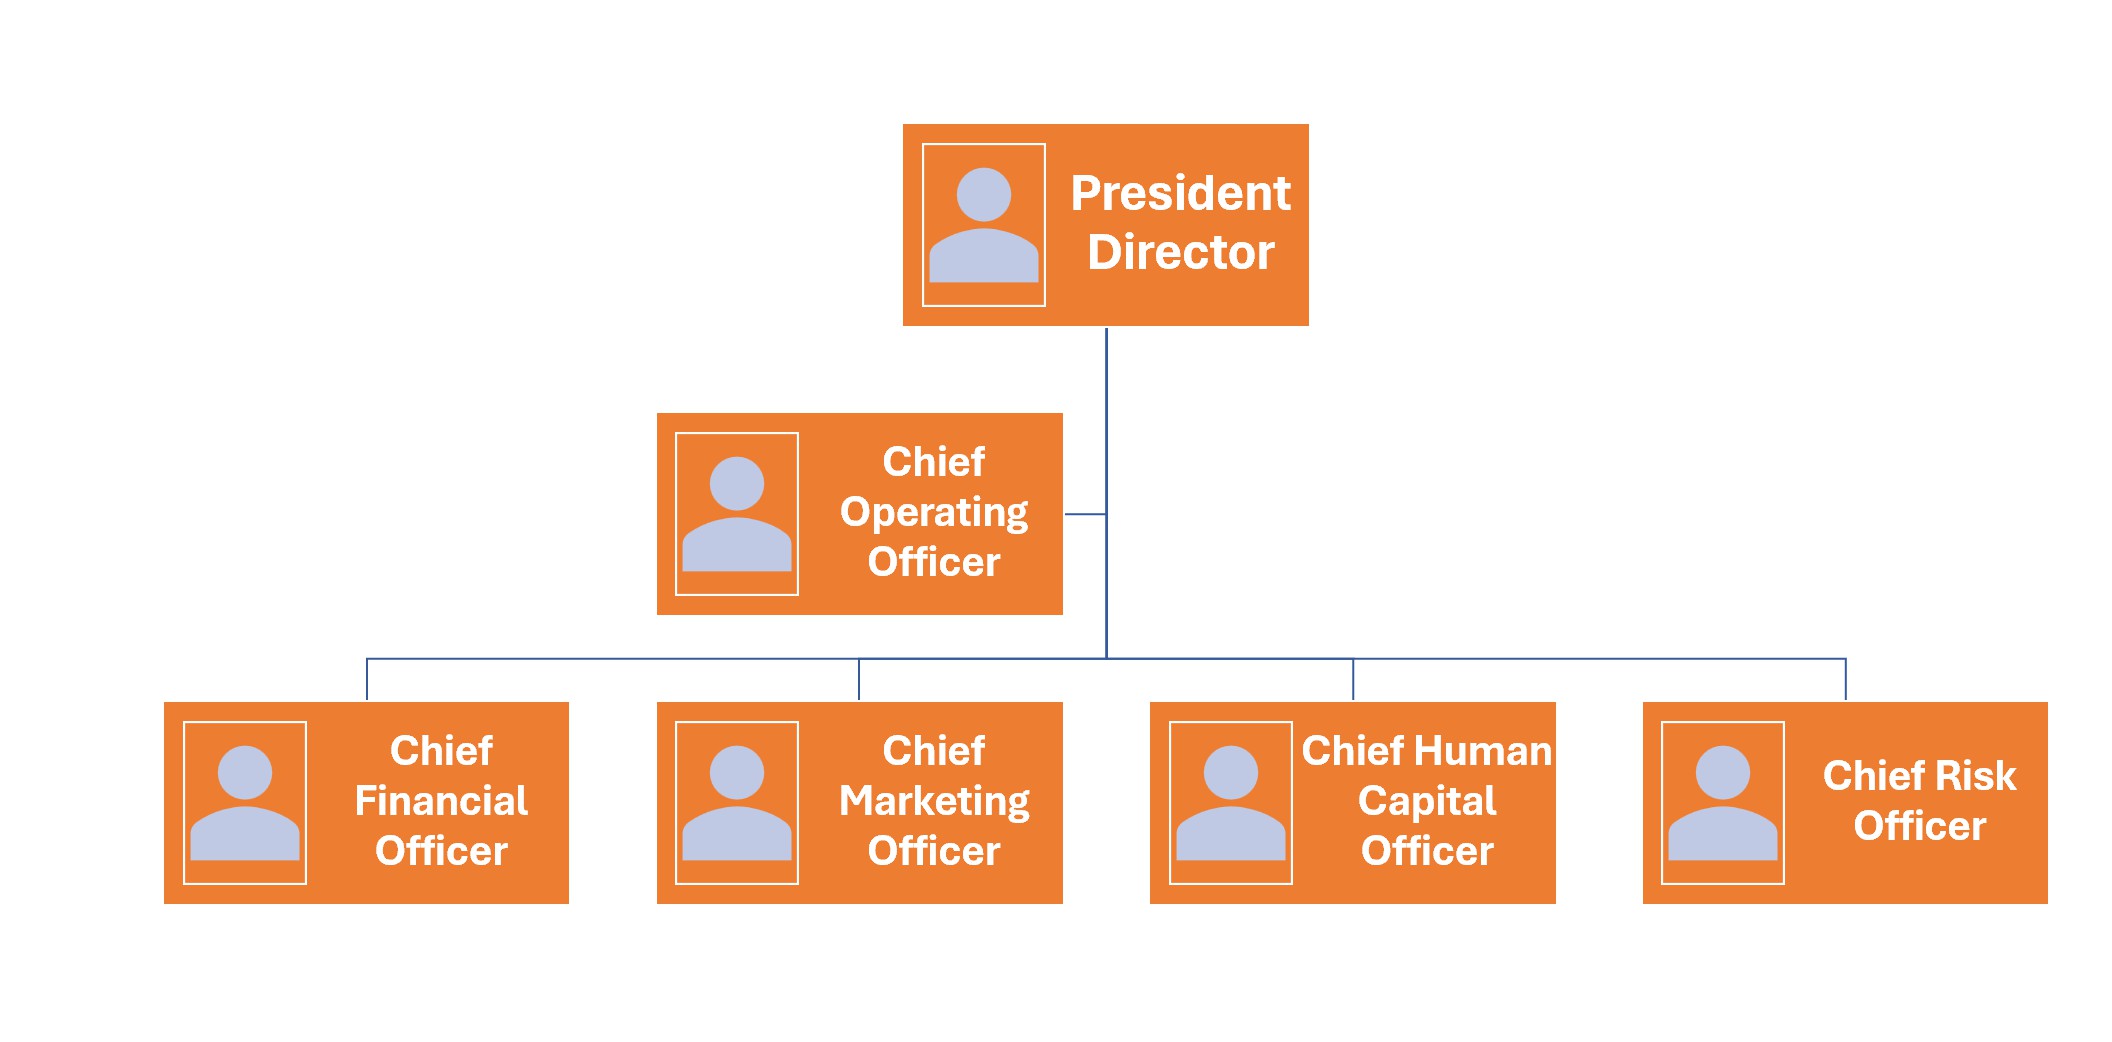 President
Director
Chief
Operating
Officer
Chief
Financial
Officer
Chief
Marketing
Officer
Chief Human
Capital
Officer
Chief Risk
Officer